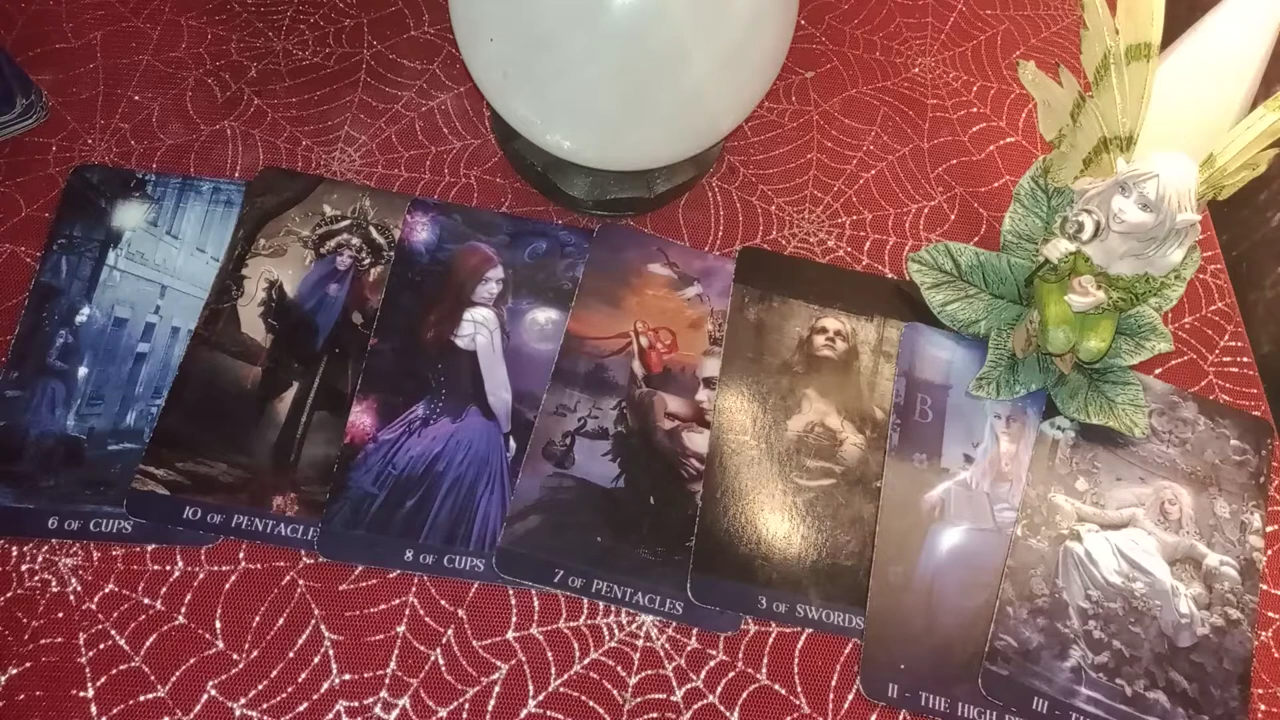 6 OF CUPS
10 OF PENTACLE
8 OF CUPS
7 OF PENTACLES
3 OF SWORDS
B
II - THE HIGH
III - TH